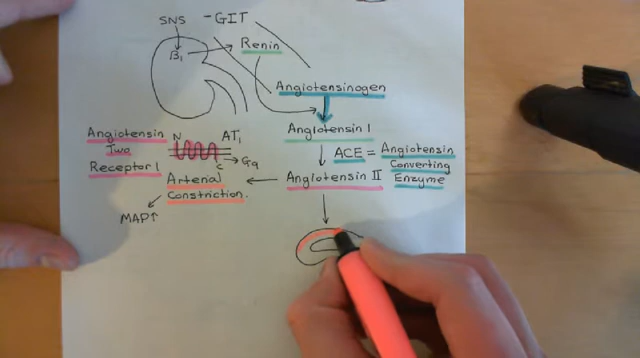 SNS
-GIT
β1
Renin
Angiotensinogen
Angiotensin I
ACE = Angiotensin
Converting
Enzyme
Angiotensin
Two
Receptor 1
N
AT1
C
Gq
Angiotensin II
Arterial
Constriction.
MAP↑